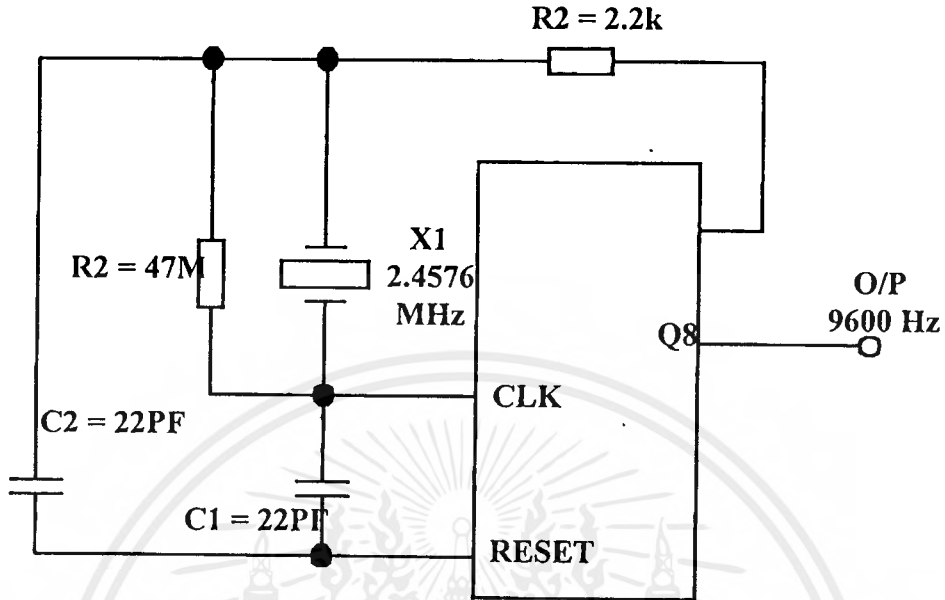 R2 = 2.2k
R2 = 47M
X1
2.4576
MHz
O/P
9600 Hz
Q8
CLK
C2 = 22PF
C1 = 22PF
RESET